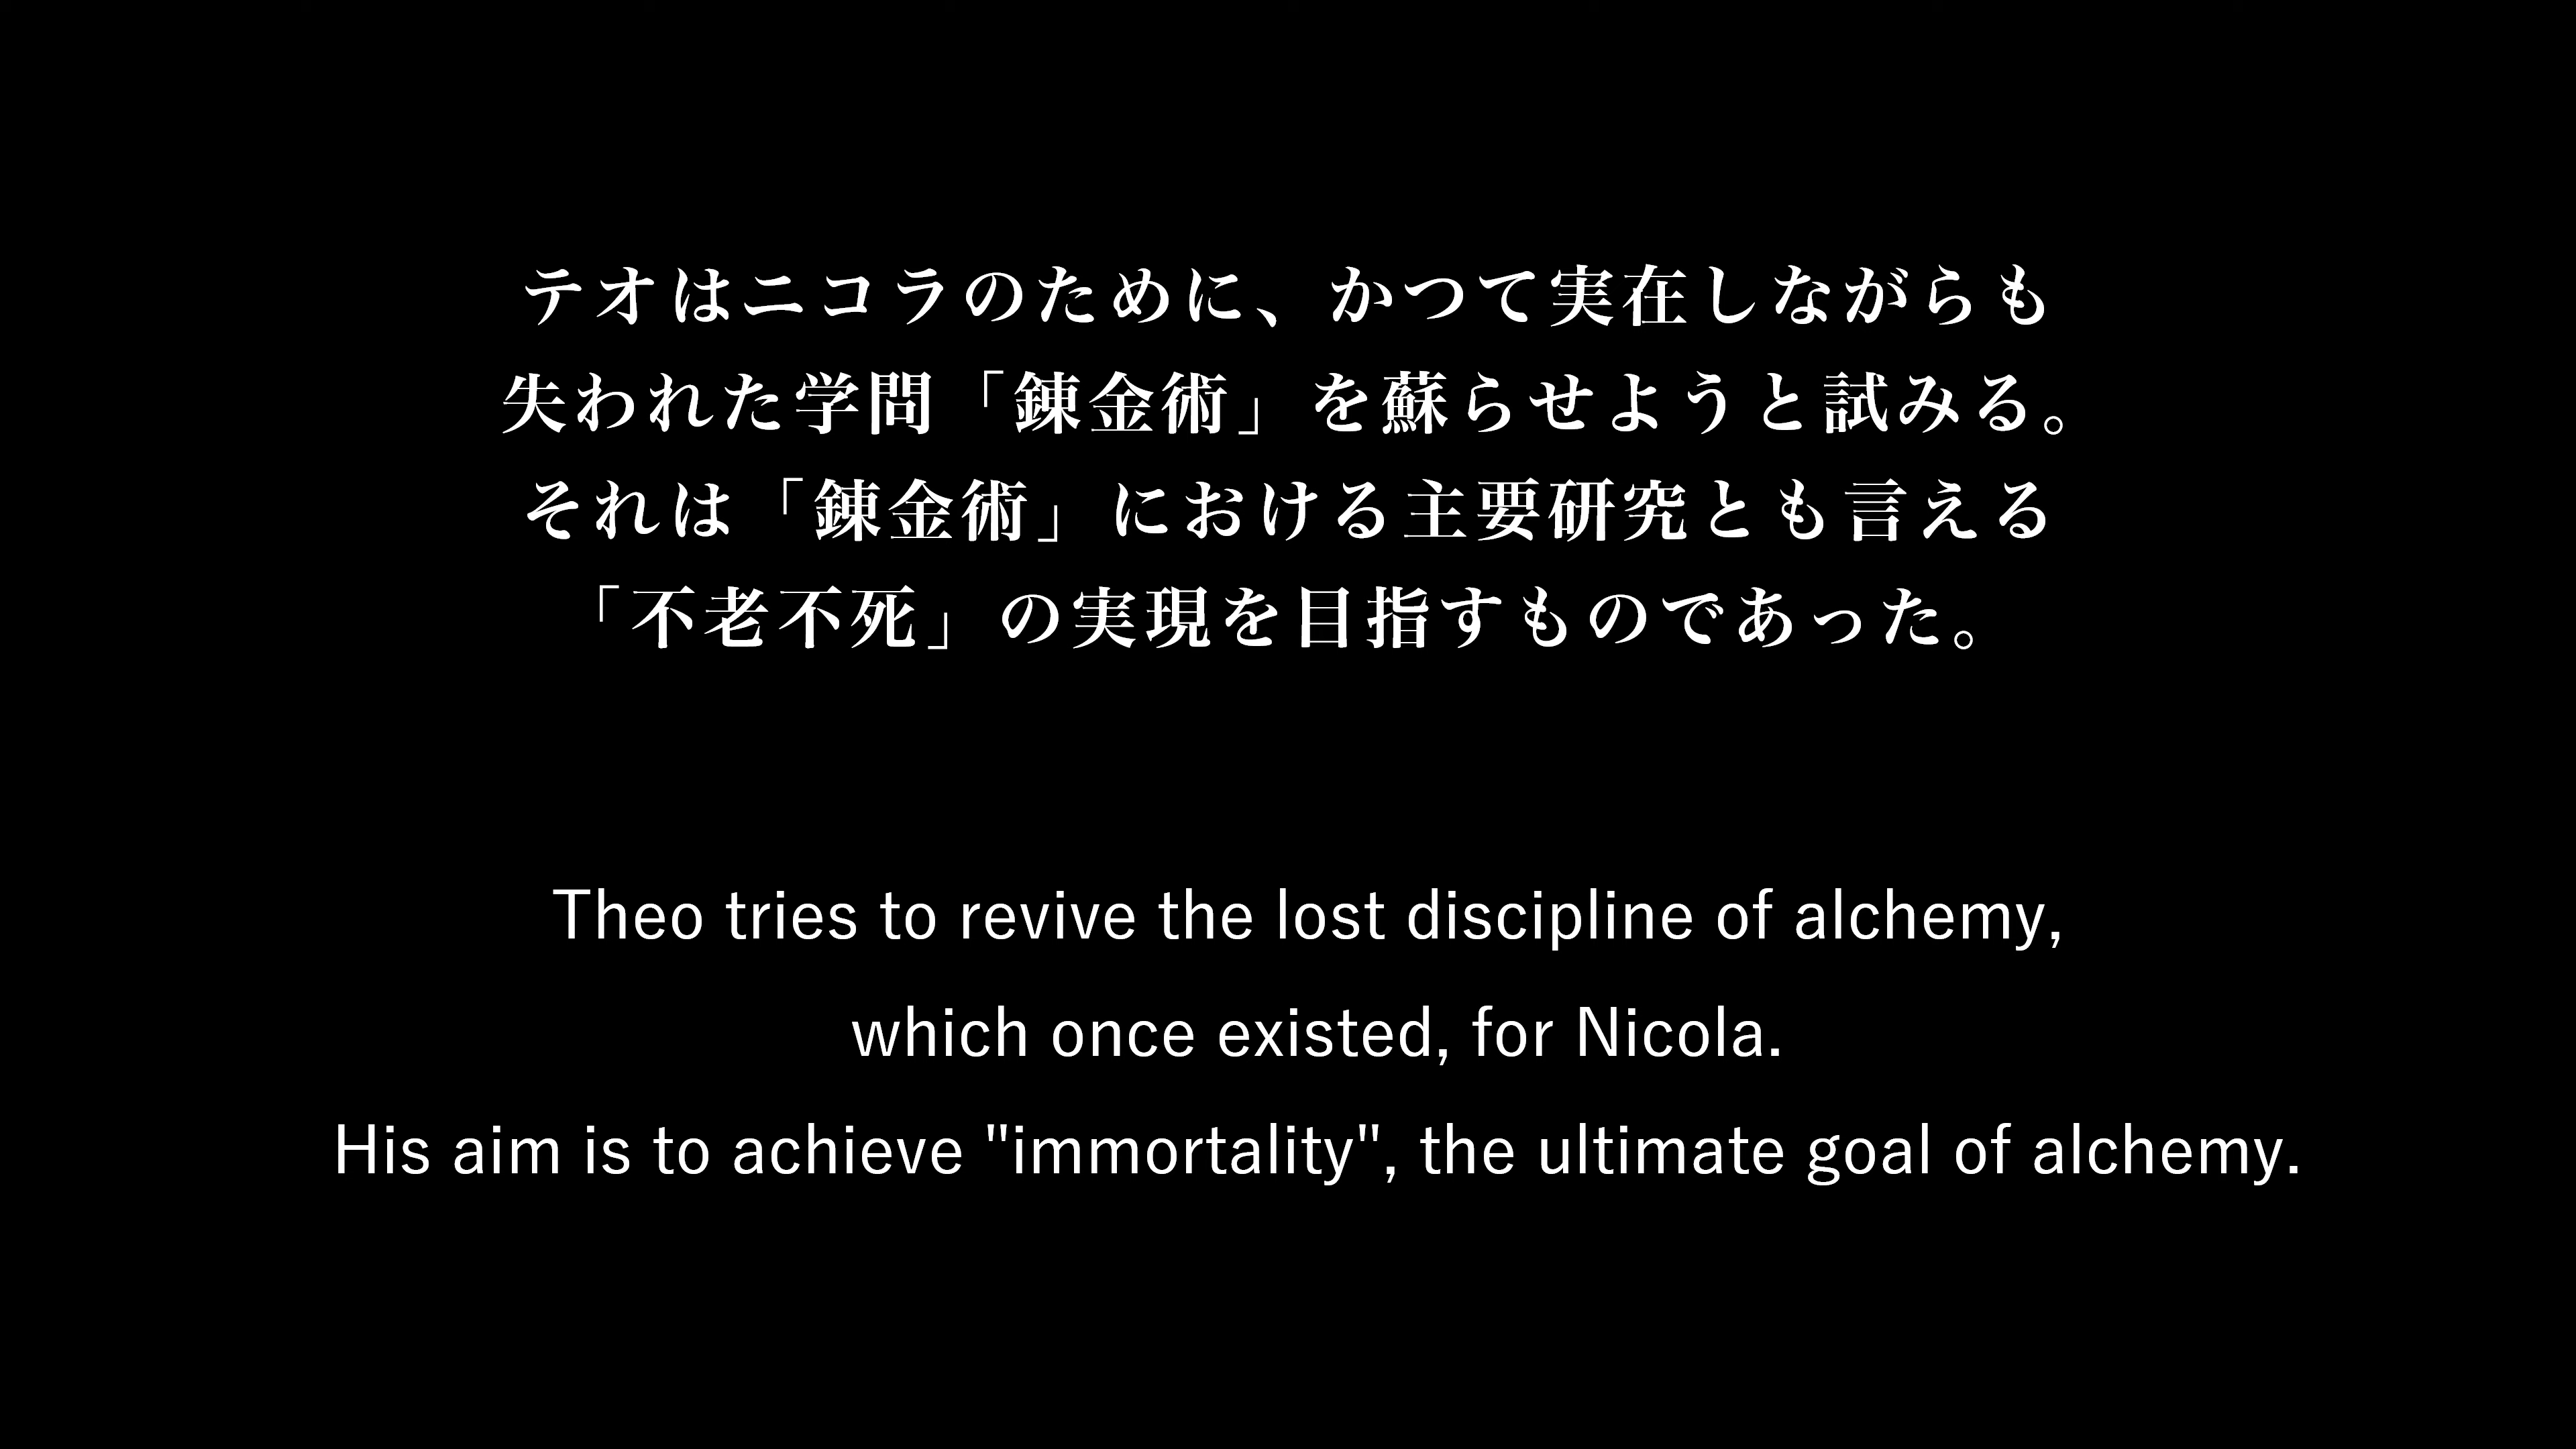 テオはニコラのために、かつて実在しながらも
失われた学問「錬金術」を蘇らせようと試みる。
それは「錬金術」における主要研究とも言える
「不老不死」の実現を目指すものであった。
Theo tries to revive the lost discipline of alchemy,
which once existed, for Nicola.
His aim is to achieve "immortality", the ultimate goal of alchemy.